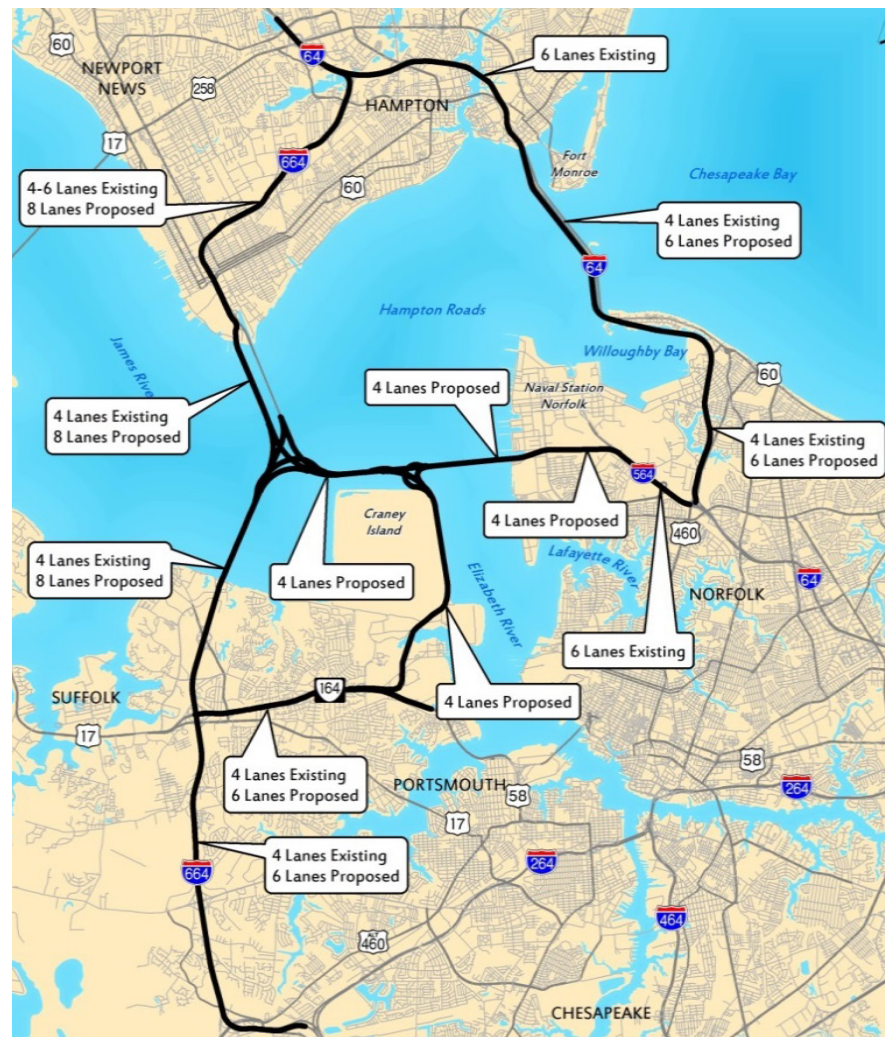 60
64
6 Lanes Existing
NEWPORT
NEWS
258
HAMPTON
17
664
Fort
Monroe
Chesapeake Bay
4-6 Lanes Existing
8 Lanes Proposed
60
4 Lanes Existing
6 Lanes Proposed
64
Hampton Roads
James River
Willoughby Bay
60
4 Lanes Proposed
Naval Station
Norfolk
4 Lanes Existing
8 Lanes Proposed
4 Lanes Existing
6 Lanes Proposed
564
4 Lanes Proposed
460
Craney
Island
4 Lanes Existing
8 Lanes Proposed
4 Lanes Proposed
Elizabeth River
Lafayette River
64
NORFOLK
6 Lanes Existing
SUFFOLK
164
4 Lanes Proposed
17
4 Lanes Existing
6 Lanes Proposed
PORTSMOUTH
58
58
264
17
4 Lanes Existing
6 Lanes Proposed
664
264
464
ALT
460
CHESAPEAKE